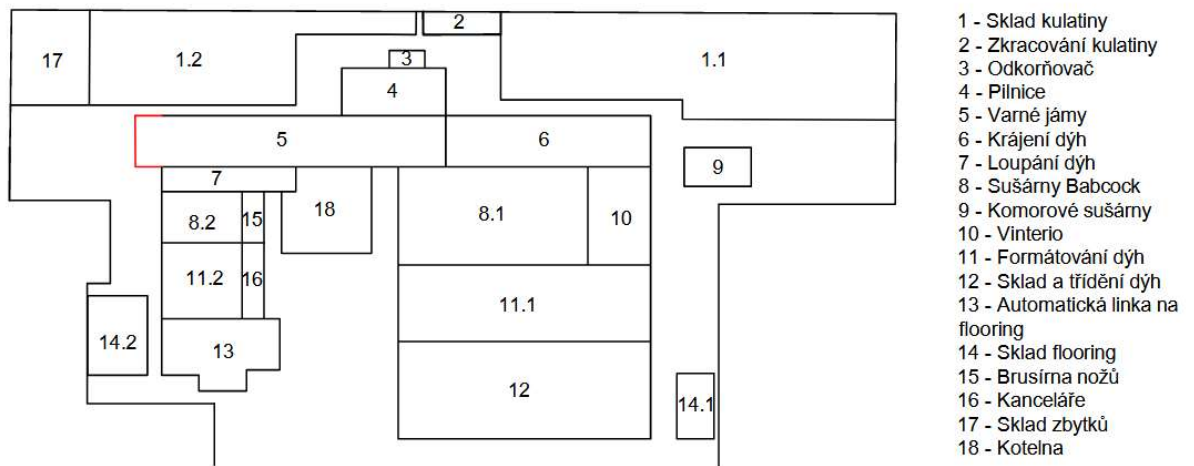 2
17
1.2
1.1
3
4
5
6
9
7
18
8.2
15
8.1
10
11.2
16
11.1
14.2
13
12
14.1
1 - Sklad kulatiny
2 - Zkracování kulatiny
3 - Odkorňovač
4 - Pilnice
5 - Varné jámy
6 - Krájení dýh
7 - Loupání dýh
8 - Sušárny Babcock
9 - Komorové sušárny
10 - Vinterio
11 - Formátování dýh
12 - Sklad a třídění dýh
13 - Automatická linka na
flooring
14 - Sklad flooring
15 - Brusírna nožů
16 - Kanceláře
17 - Sklad zbytků
18 - Kotelna